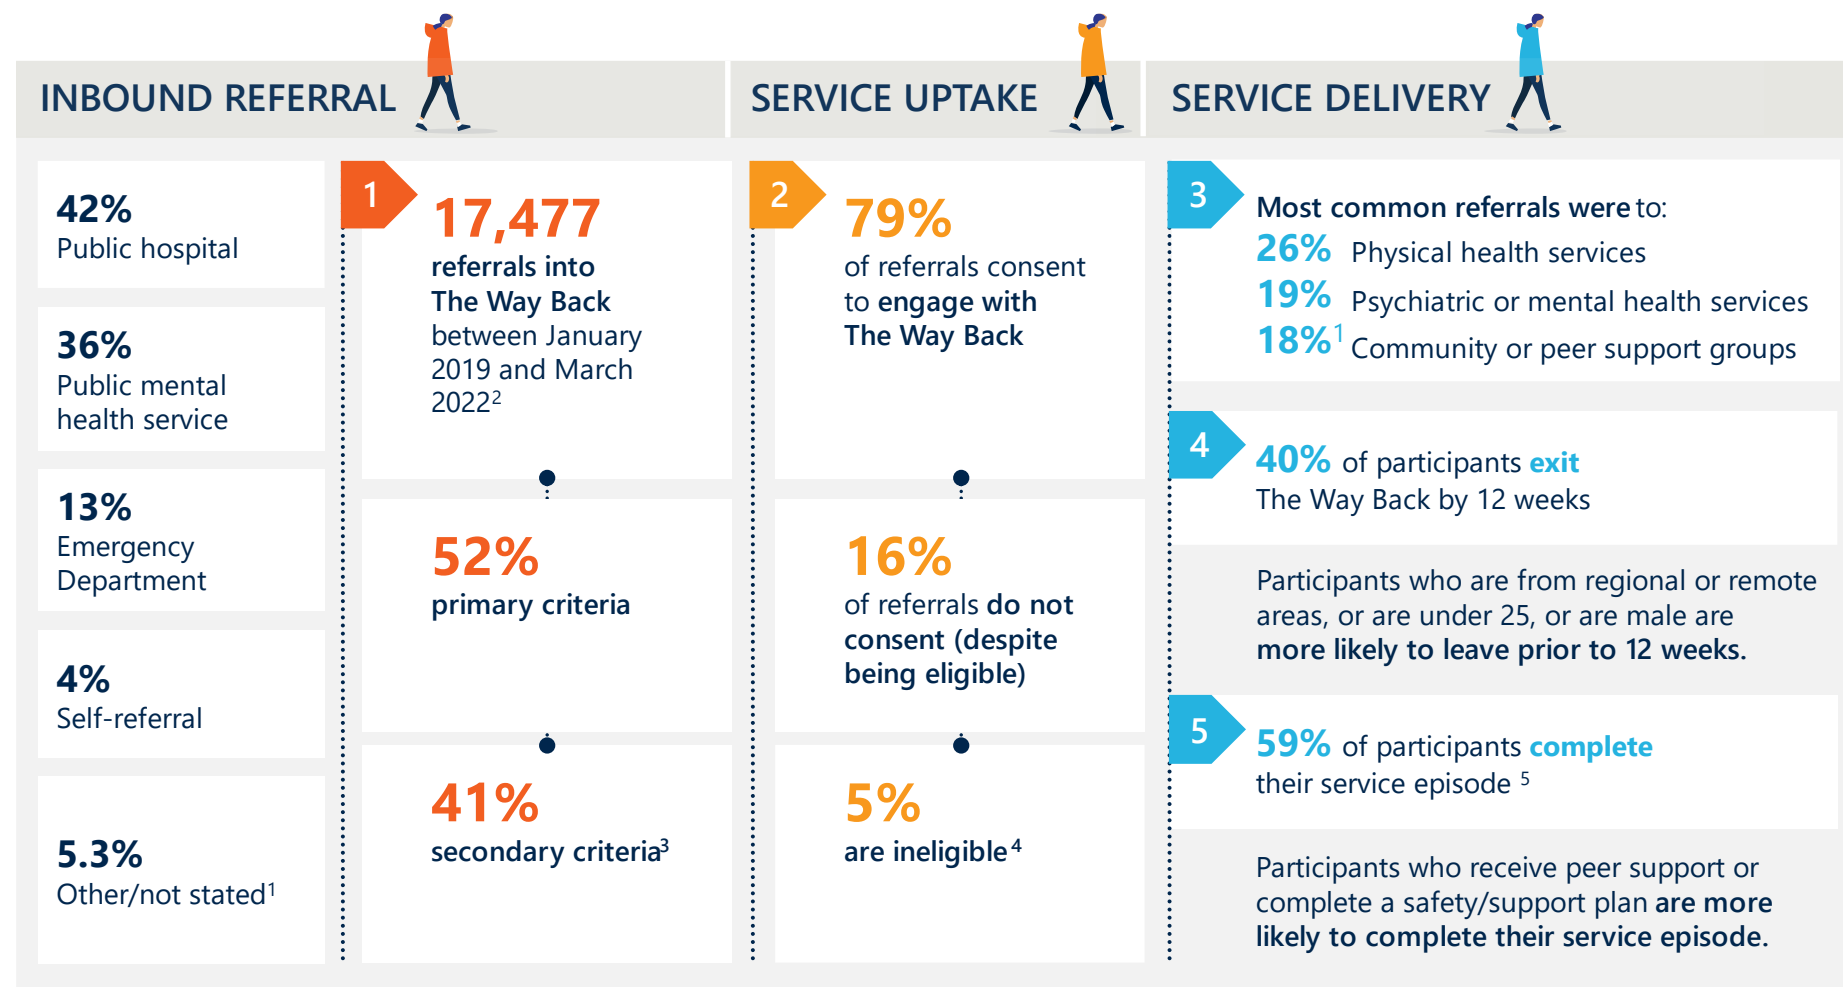 INBOUND REFERRAL
SERVICE UPTAKE
SERVICE DELIVERY
42%
Public hospital
36%
Public mental
health service
13%
Emergency
Department
4%
Self-referral
5.3%
Other/not stated¹
1
17,477
referrals into
The Way Back
between January
2019 and March
2022²
52%
primary criteria
41%
secondary criteria³
2
79%
of referrals consent
to engage with
The Way Back
16%
of referrals do not
consent (despite
being eligible)
5%
are ineligible⁴
3
Most common referrals were to:
26% Physical health services
19% Psychiatric or mental health services
18%¹ Community or peer support groups
4
40% of participants exit
The Way Back by 12 weeks
Participants who are from regional or remote
areas, or are under 25, or are male are
more likely to leave prior to 12 weeks.
5
59% of participants complete
their service episode ⁵
Participants who receive peer support or
complete a safety/support plan are more
likely to complete their service episode.